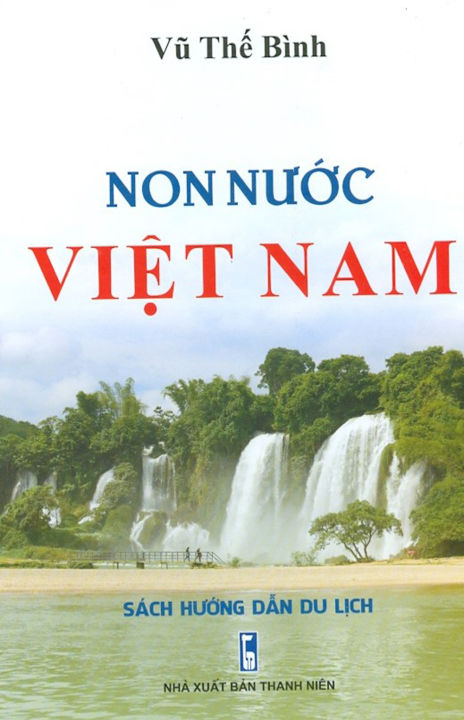 Vũ Thế Bình
NON NƯỚC
VIỆT NAM
SÁCH HƯỚNG DẪN DU LỊCH
NHÀ XUẤT BẢN THANH NIÊN